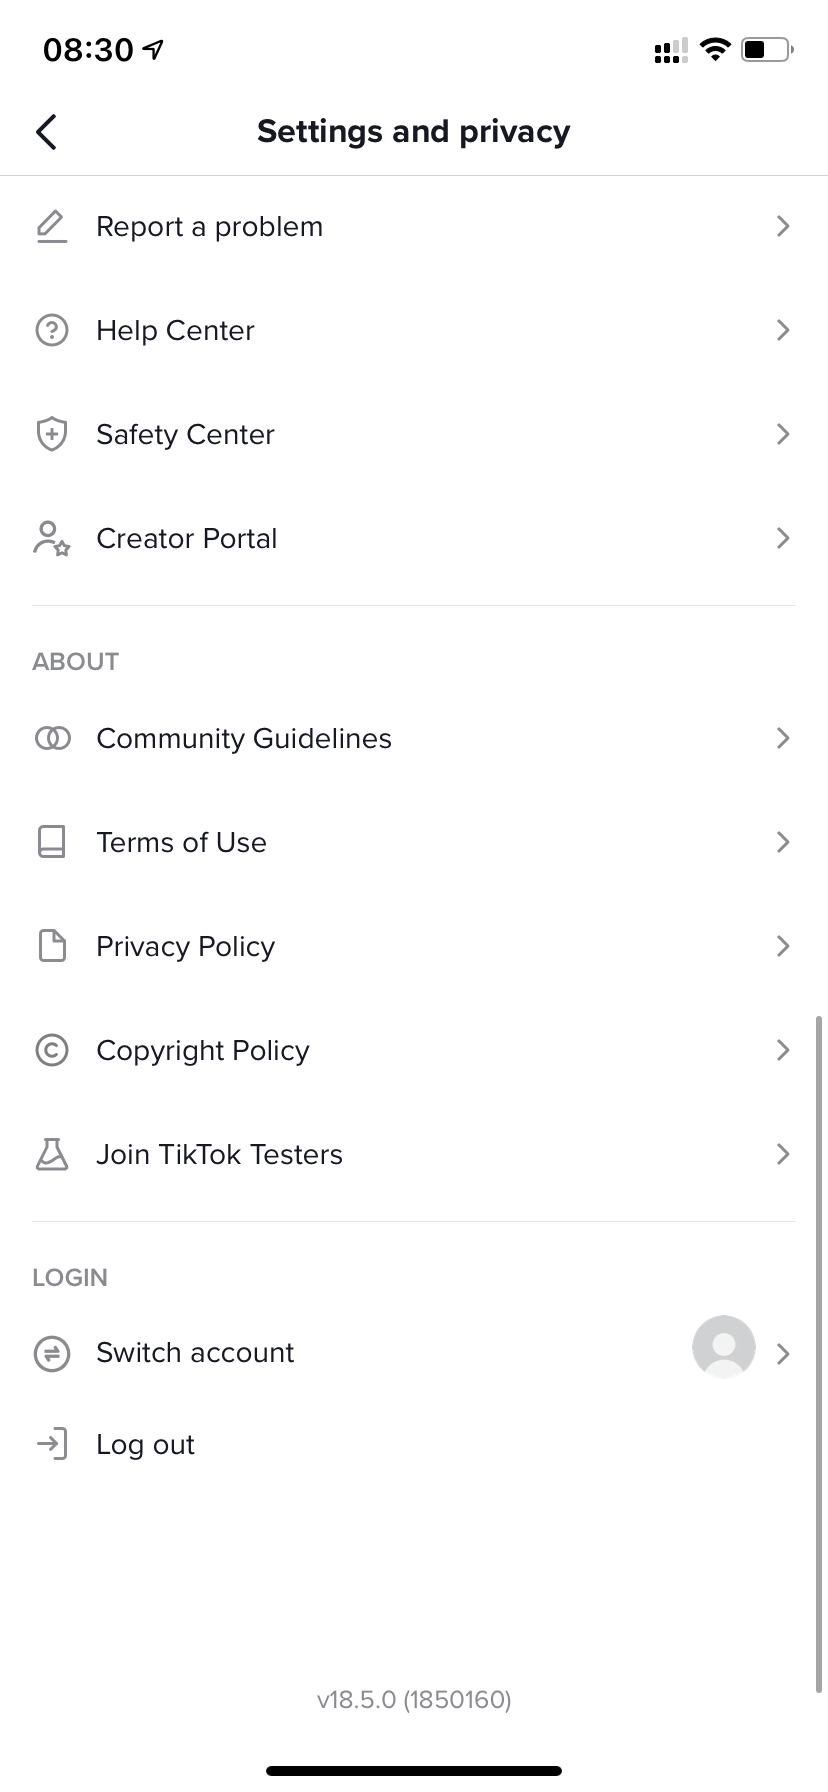 08:30
Settings and privacy
Report a problem
Help Center
Safety Center
Creator Portal
ABOUT
Community Guidelines
Terms of Use
Privacy Policy
Copyright Policy
Join TikTok Testers
LOGIN
Switch account
Log out
v18.5.0 (1850160)